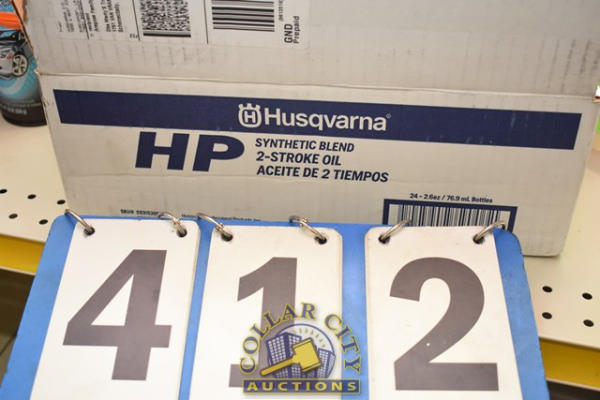 GND
Prepaid
Husqvarna
HP
SYNTHETIC BLEND
2-STROKE OIL
ACEITE DE 2 TIEMPOS
24 - 2.6oz / 76.9 mL Bottles
4 1 2
COLLAR CITY
AUCTIONS